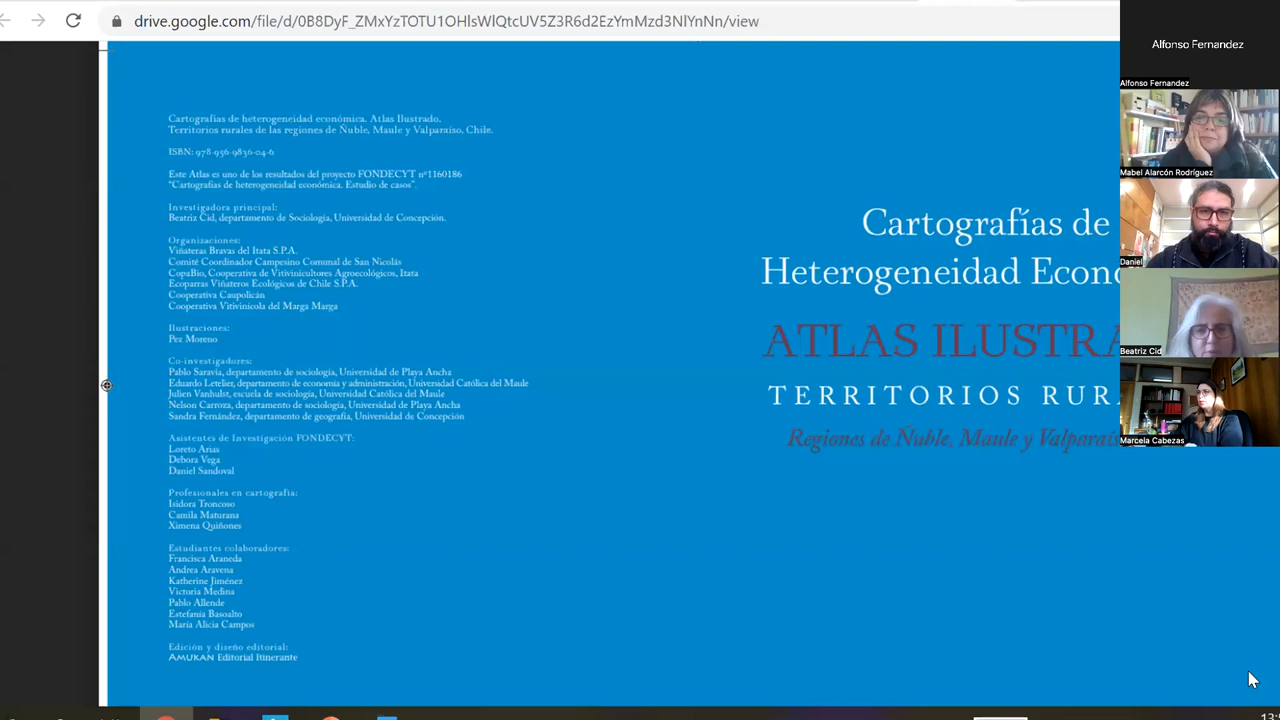 drive.google.com/file/d/0B8DyF_ZMxYzTOTU1OHlsWlQtcUV5Z3R6d2EzYmMzd3NlYnNn/view
Cartografías de heterogeneidad económica. Atlas Ilustrado.
Territorios rurales de las regiones de Ñuble, Maule y Valparaíso, Chile.
ISBN: 978-956-9836-04-6
Este Atlas es uno de los resultados del proyecto FONDECYT nº1160186
“Cartografías de heterogeneidad económica. Estudio de casos”.
Investigadora principal:
Beatriz Cid, departamento de Sociología, Universidad de Concepción.
Organizaciones:
Viñateras Bravas del Itata S.P.A.
Comité Coordinador Campesino Comunal de San Nicolás
CopaBio, Cooperativa de Vitivinicultores Agroecológicos, Itata
Ecoparras Viñateros Ecológicos de Chile S.P.A.
Cooperativa Caupolicán
Cooperativa Vitivinícola del Marga Marga
Ilustraciones:
Pez Moreno
Co-investigadores:
Pablo Saravia, departamento de sociología, Universidad de Playa Ancha
Eduardo Letelier, departamento de economía y administración, Universidad Católica del Maule
Julien Vanhulst, escuela de sociología, Universidad Católica del Maule
Nelson Carroza, departamento de sociología, Universidad de Playa Ancha
Sandra Fernández, departamento de geografía, Universidad de Concepción
Asistentes de Investigación FONDECYT:
Loreto Arias
Debora Vega
Daniel Sandoval
Profesionales en cartografía:
Isidora Troncoso
Camila Maturana
Ximena Quiñones
Estudiantes colaboradores:
Francisca Araneda
Andrea Aravena
Katherine Jiménez
Victoria Medina
Pablo Allende
Estefanía Basoalto
María Alicia Campos
Edición y diseño editorial:
AMUKAN Editorial Itinerante
Cartografías de
Heterogeneidad Econo
ATLAS ILUSTRA
TERRITORIOS RURA
Regiones de Ñuble, Maule y Valparaís
Alfonso Fernandez
Alfonso Fernandez
Mabel Alarcón Rodríguez
Daniel
Beatriz Cid
Marcela Cabezas